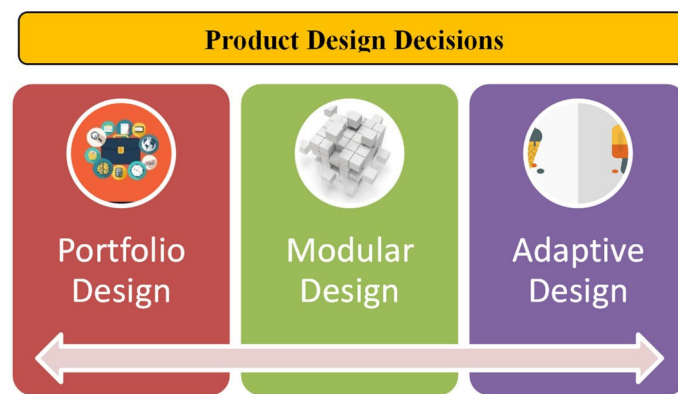 Product Design Decisions
Portfolio
Design
Modular
Design
Adaptive
Design